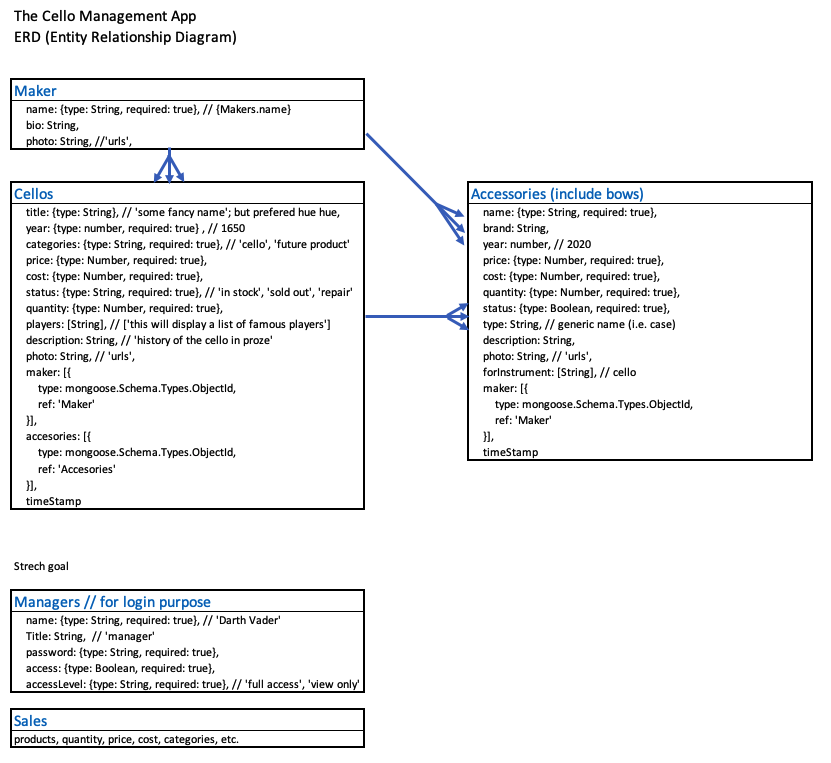 The Cello Management App
ERD (Entity Relationship Diagram)
Maker
name: {type: String, required: true}, // {Makers.name}
bio: String,
photo: String, //'urls',
Cellos
title: {type: String}, // 'some fancy name'; but prefered hue hue,
year: {type: number, required: true} , // 1650
categories: {type: String, required: true}, // 'cello', 'future product'
price: {type: Number, required: true},
cost: {type: Number, required: true},
status: {type: String, required: true}, // 'in stock', 'sold out', 'repair'
quantity: {type: Number, required: true},
players: [String], // ['this will display a list of famous players']
description: String, // 'history of the cello in proze'
photo: String, // 'urls',
maker: [{
type: mongoose.Schema.Types.ObjectId,
ref: 'Maker'
}],
accesories: [{
type: mongoose.Schema.Types.ObjectId,
ref: 'Accesories'
}],
timeStamp
Accessories (include bows)
name: {type: String, required: true},
brand: String,
year: number, // 2020
price: {type: Number, required: true},
cost: {type: Number, required: true},
quantity: {type: Number, required: true},
status: {type: Boolean, required: true},
type: String, // generic name (i.e. case)
description: String,
photo: String, // 'urls',
forInstrument: [String], // cello
maker: [{
type: mongoose.Schema.Types.ObjectId,
ref: 'Maker'
}],
timeStamp
Strech goal
Managers // for login purpose
name: {type: String, required: true}, // 'Darth Vader'
Title: String,  // 'manager'
password: {type: String, required: true},
access: {type: Boolean, required: true},
accessLevel: {type: String, required: true}, // 'full access', 'view only'
Sales
products, quantity, price, cost, categories, etc.